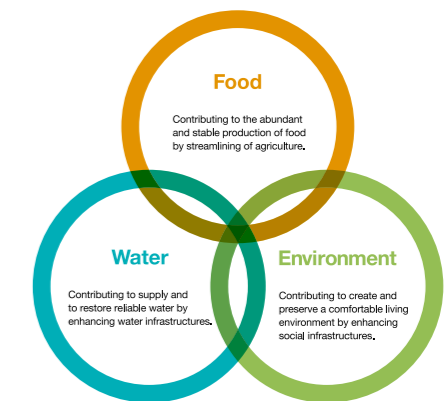 Food
Contributing to the abundant
and stable production of food
by streamlining of agriculture.
Water
Contributing to supply and
to restore reliable water by
enhancing water infrastructures.
Environment
Contributing to create and
preserve a comfortable living
environment by enhancing
social infrastructures.